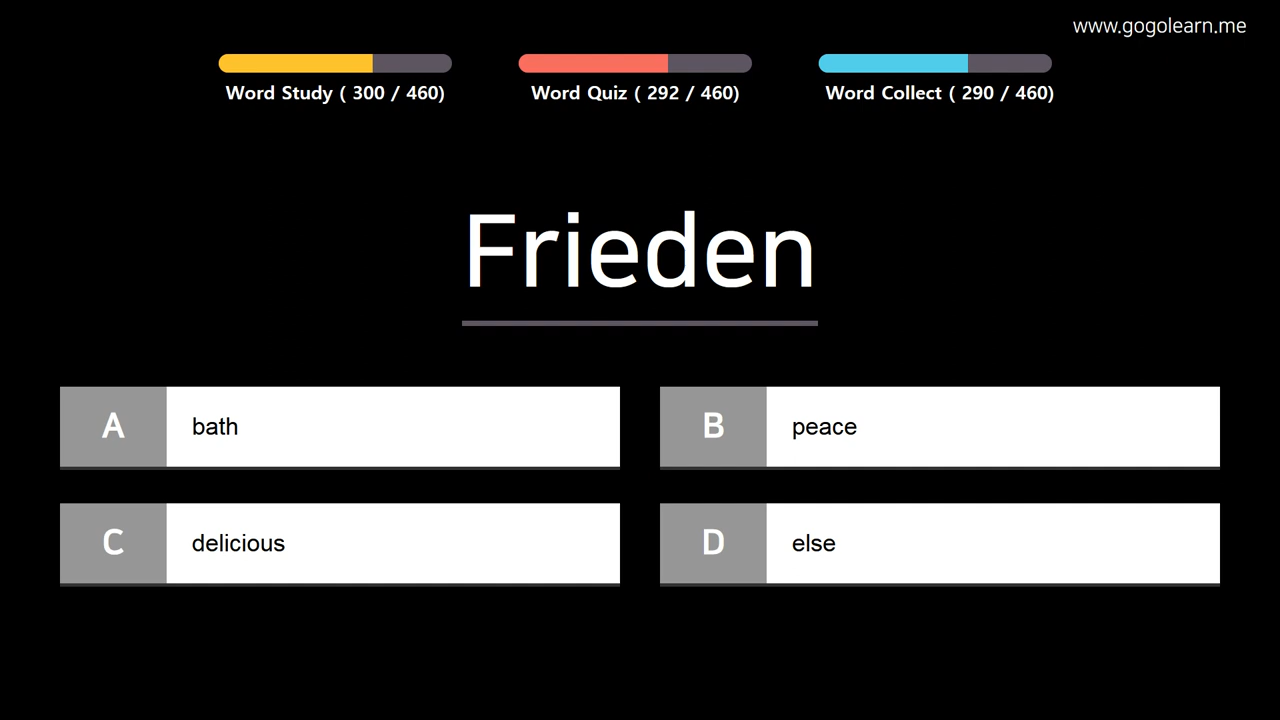 www.gogolearn.me
Word Study ( 300 / 460)
Word Quiz ( 292 / 460)
Word Collect ( 290 / 460)
Frieden
A bath
B peace
C delicious
D else